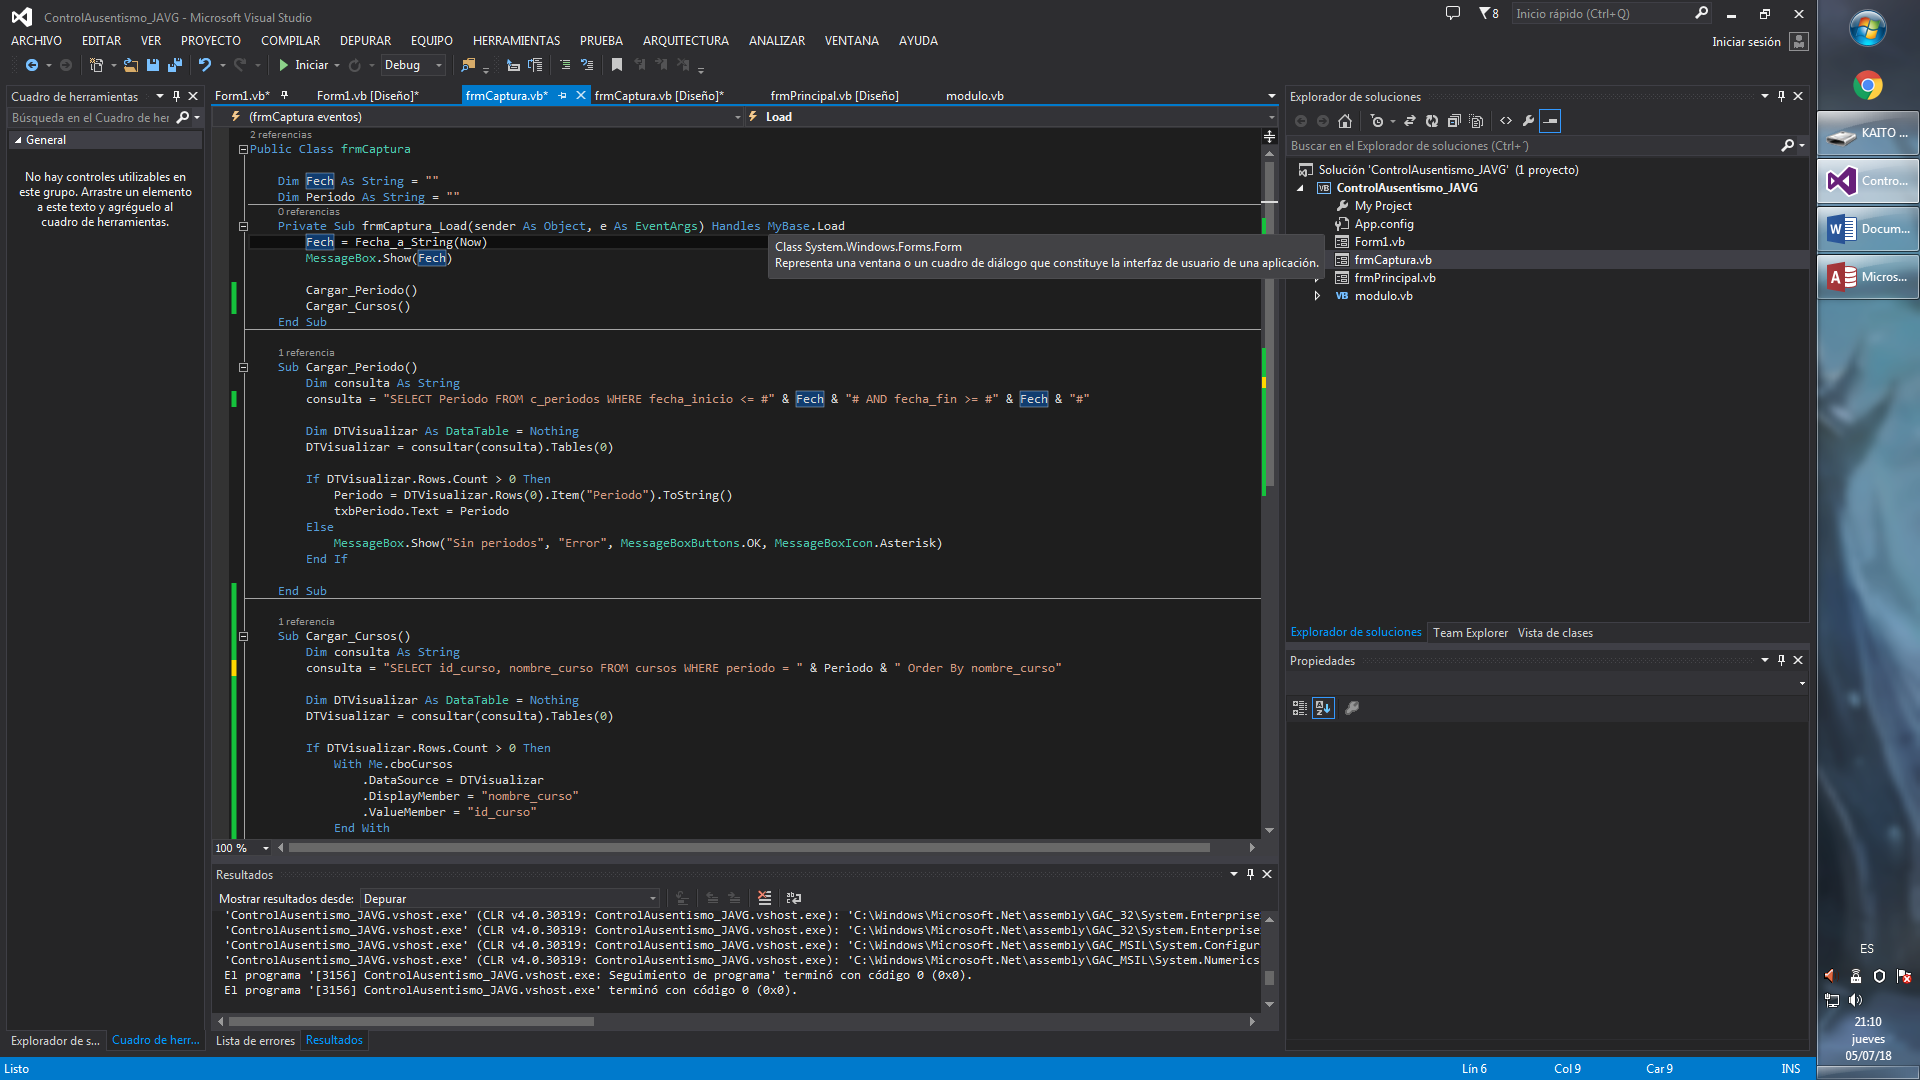 ControlAusentismo_JAVG - Microsoft Visual Studio
8
Inicio rápido (Ctrl+Q)
ARCHIVO EDITAR VER PROYECTO COMPILAR DEPURAR EQUIPO HERRAMIENTAS PRUEBA ARQUITECTURA ANALIZAR VENTANA AYUDA
Iniciar sesión
Iniciar
Debug
Cuadro de herramientas
Búsqueda en el Cuadro de her
General
No hay controles utilizables en
este grupo. Arrastre un elemento
a este texto y agréguelo al
cuadro de herramientas.
Form1.vb* Form1.vb [Diseño]* frmCaptura.vb* frmCaptura.vb [Diseño]* frmPrincipal.vb [Diseño] modulo.vb
(frmCaptura eventos) Load
2 referencias
Public Class frmCaptura
Dim Fech As String = ""
Dim Periodo As String = ""
0 referencias
Private Sub frmCaptura_Load(sender As Object, e As EventArgs) Handles MyBase.Load
Fech = Fecha_a_String(Now)
MessageBox.Show(Fech)
Class System.Windows.Forms.Form
Representa una ventana o un cuadro de diálogo que constituye la interfaz de usuario de una aplicación.
Cargar_Periodo()
Cargar_Cursos()
End Sub
1 referencia
Sub Cargar_Periodo()
Dim consulta As String
consulta = "SELECT Periodo FROM c_periodos WHERE fecha_inicio <= #" & Fech & "# AND fecha_fin >= #" & Fech & "#"
Dim DTVisualizar As DataTable = Nothing
DTVisualizar = consultar(consulta).Tables(0)
If DTVisualizar.Rows.Count > 0 Then
Periodo = DTVisualizar.Rows(0).Item("Periodo").ToString()
txbPeriodo.Text = Periodo
Else
MessageBox.Show("Sin periodos", "Error", MessageBoxButtons.OK, MessageBoxIcon.Asterisk)
End If
End Sub
1 referencia
Sub Cargar_Cursos()
Dim consulta As String
consulta = "SELECT id_curso, nombre_curso FROM cursos WHERE periodo = " & Periodo & " Order By nombre_curso"
Dim DTVisualizar As DataTable = Nothing
DTVisualizar = consultar(consulta).Tables(0)
If DTVisualizar.Rows.Count > 0 Then
With Me.cboCursos
.DataSource = DTVisualizar
.DisplayMember = "nombre_curso"
.ValueMember = "id_curso"
End With
100 %
Resultados
Mostrar resultados desde: Depurar
'ControlAusentismo_JAVG.vshost.exe' (CLR v4.0.30319: ControlAusentismo_JAVG.vshost.exe): 'C:\Windows\Microsoft.Net\assembly\GAC_32\System.Enterprise
'ControlAusentismo_JAVG.vshost.exe' (CLR v4.0.30319: ControlAusentismo_JAVG.vshost.exe): 'C:\Windows\Microsoft.Net\assembly\GAC_32\System.Enterprise
'ControlAusentismo_JAVG.vshost.exe' (CLR v4.0.30319: ControlAusentismo_JAVG.vshost.exe): 'C:\Windows\Microsoft.Net\assembly\GAC_MSIL\System.Configur
'ControlAusentismo_JAVG.vshost.exe' (CLR v4.0.30319: ControlAusentismo_JAVG.vshost.exe): 'C:\Windows\Microsoft.Net\assembly\GAC_MSIL\System.Numerics
El programa '[3156] ControlAusentismo_JAVG.vshost.exe: Seguimiento de programa' terminó con código 0 (0x0).
El programa '[3156] ControlAusentismo_JAVG.vshost.exe' terminó con código 0 (0x0).
Explorador de s... Cuadro de herr... Lista de errores Resultados
Explorador de soluciones
Buscar en el Explorador de soluciones (Ctrl+´)
Solución 'ControlAusentismo_JAVG' (1 proyecto)
VB ControlAusentismo_JAVG
My Project
App.config
Form1.vb
frmCaptura.vb
frmPrincipal.vb
VB modulo.vb
Explorador de soluciones Team Explorer Vista de clases
Propiedades
Listo
Lín 6 Col 9 Car 9 INS
KAITO ...
Contro...
Docum...
Micros...
ES
21:10
jueves
05/07/18